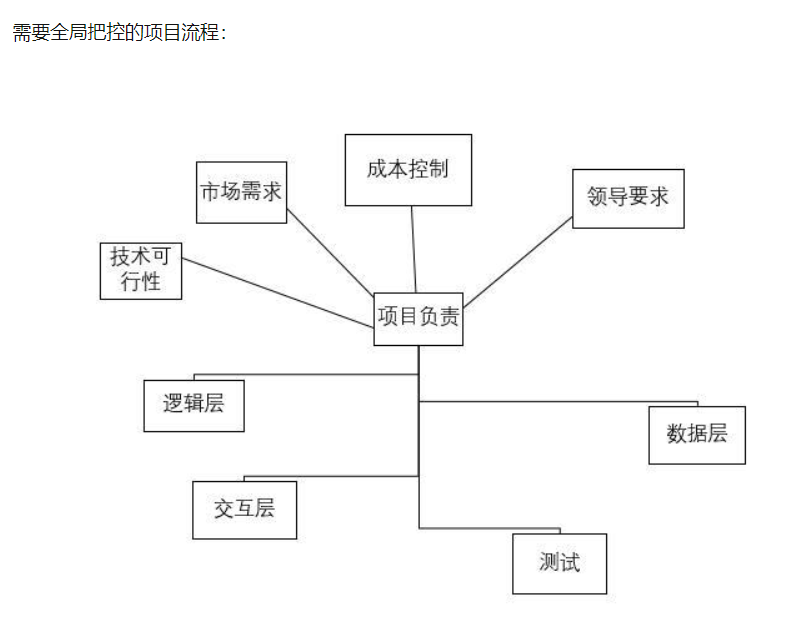 需要全局把控的项目流程：
成本控制
市场需求
领导要求
技术可
行性
项目负责
逻辑层
数据层
交互层
测试